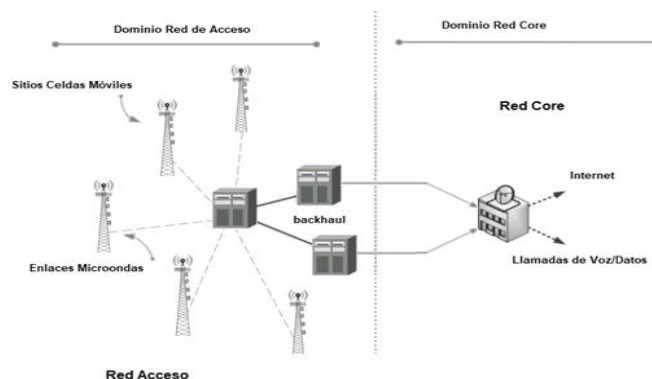 Dominio Red de Acceso
Dominio Red Core
Sitios Celdas Móviles
Red Core
Internet
backhaul
Llamadas de Voz/Datos
Enlaces Microondas
Red Acceso